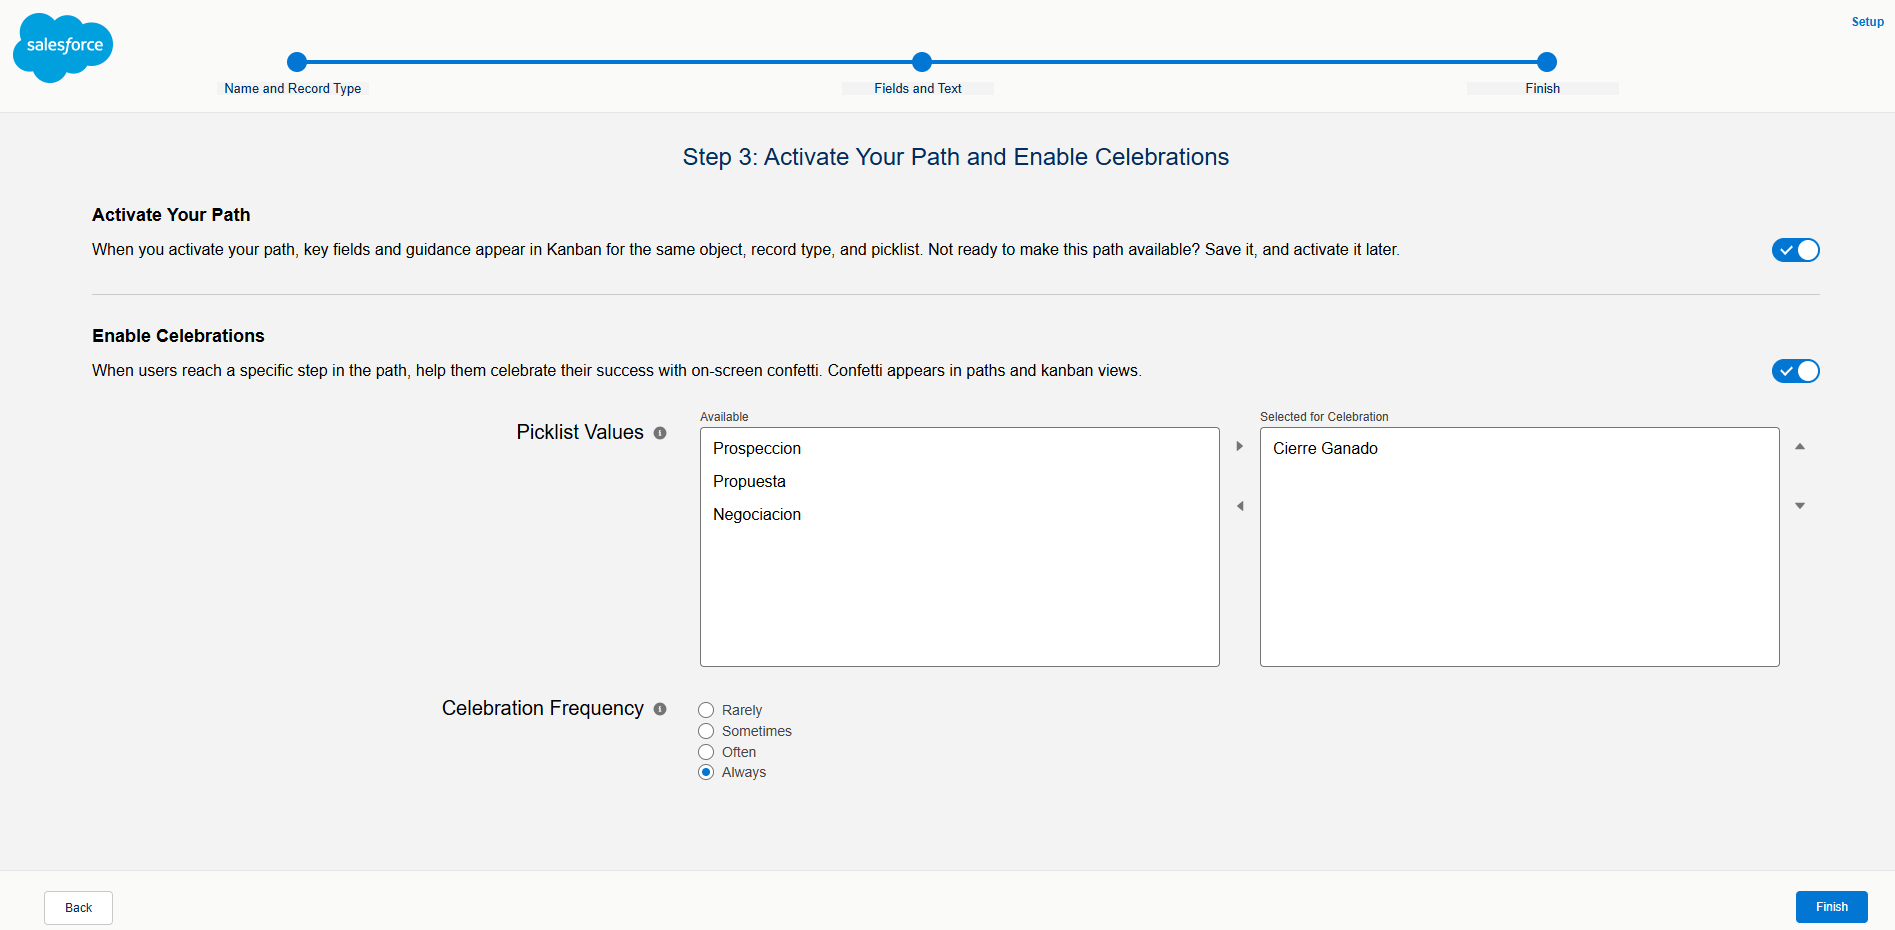 salesforce
Setup
Name and Record Type
Fields and Text
Finish
Step 3: Activate Your Path and Enable Celebrations
Activate Your Path
When you activate your path, key fields and guidance appear in Kanban for the same object, record type, and picklist. Not ready to make this path available? Save it, and activate it later.
Enable Celebrations
When users reach a specific step in the path, help them celebrate their success with on-screen confetti. Confetti appears in paths and kanban views.
Picklist Values
Available
Prospeccion
Propuesta
Negociacion
Selected for Celebration
Cierre Ganado
Celebration Frequency
Rarely
Sometimes
Often
Always
Back
Finish